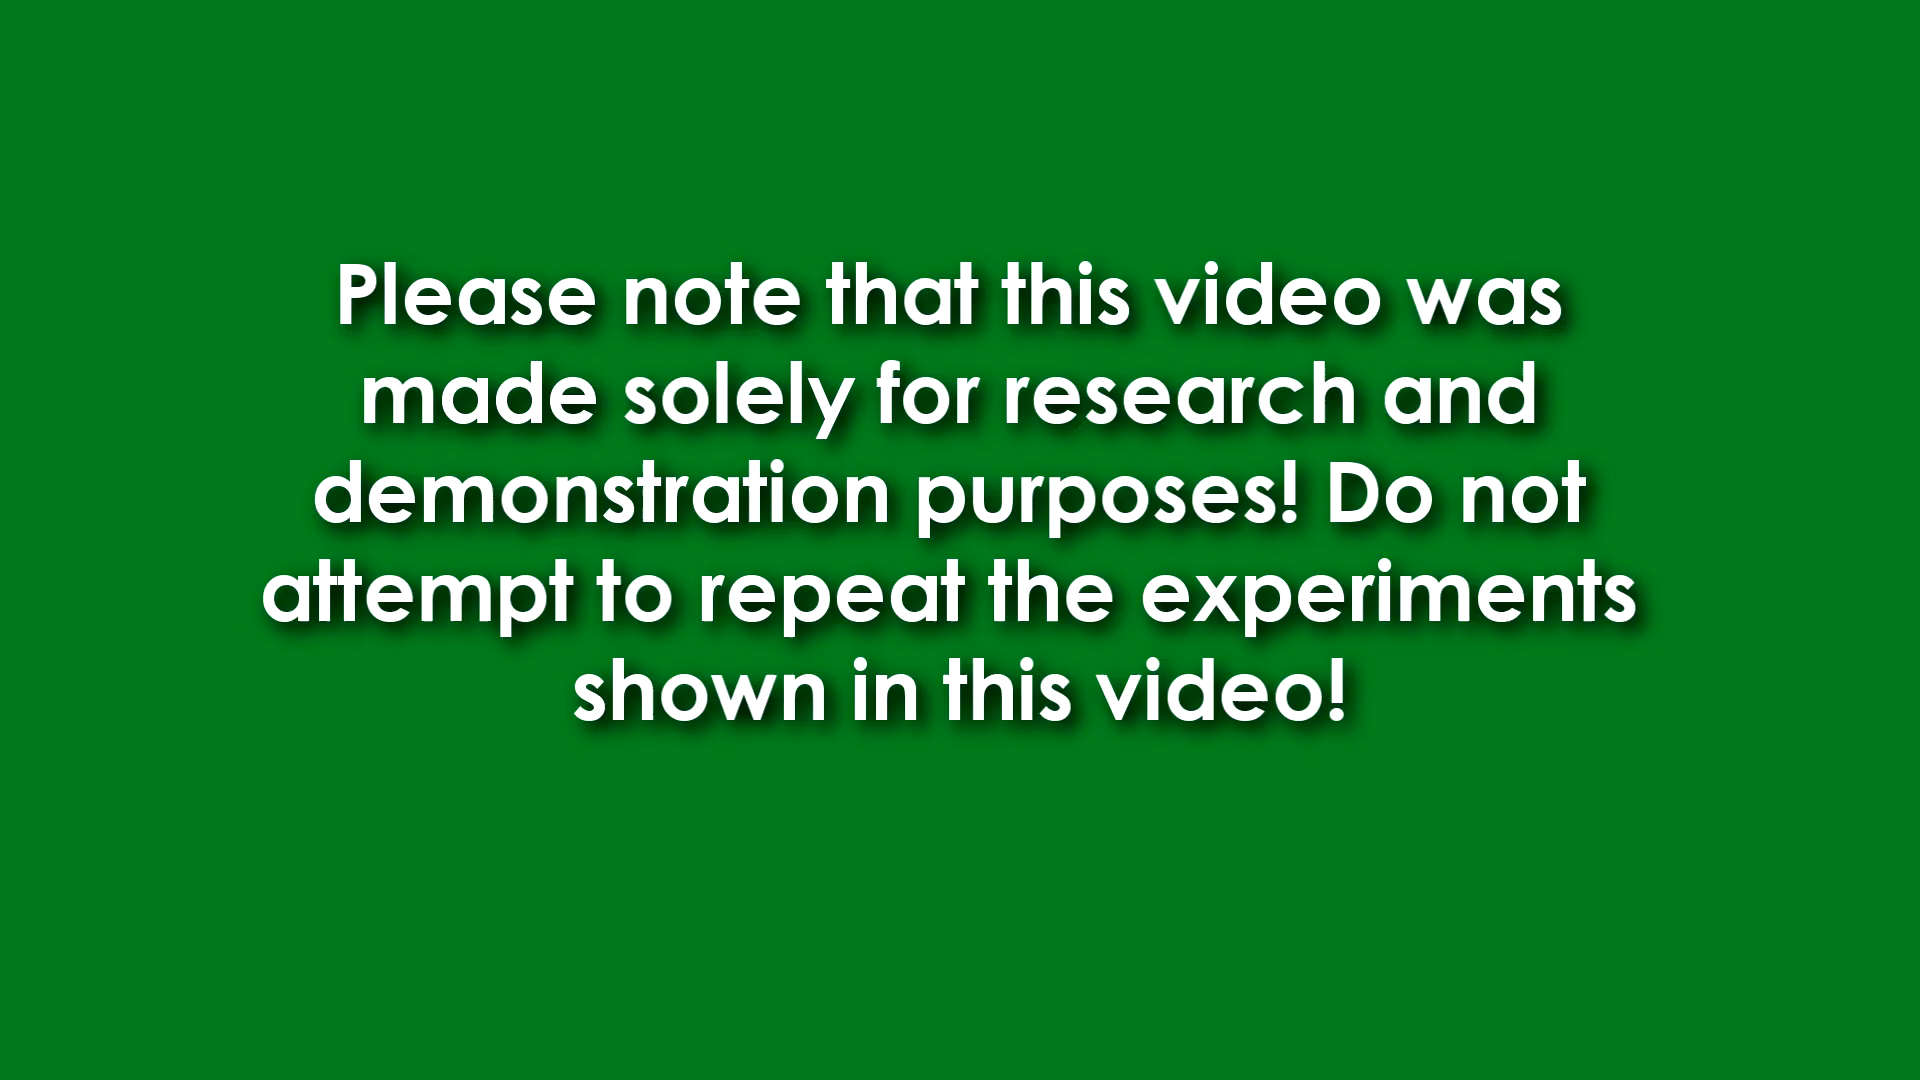 Please note that this video was
made solely for research and
demonstration purposes! Do not
attempt to repeat the experiments
shown in this video!